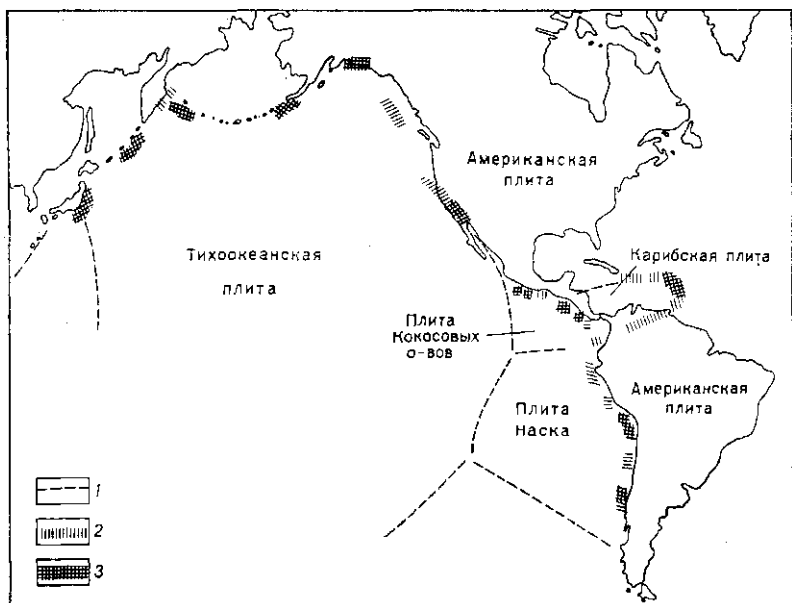 Американская
плита
Тихоокеанская
плита
Карибская плита
Плита
Кокосовых
о-вов
Плита
Наска
Американская
плита
1
2
3